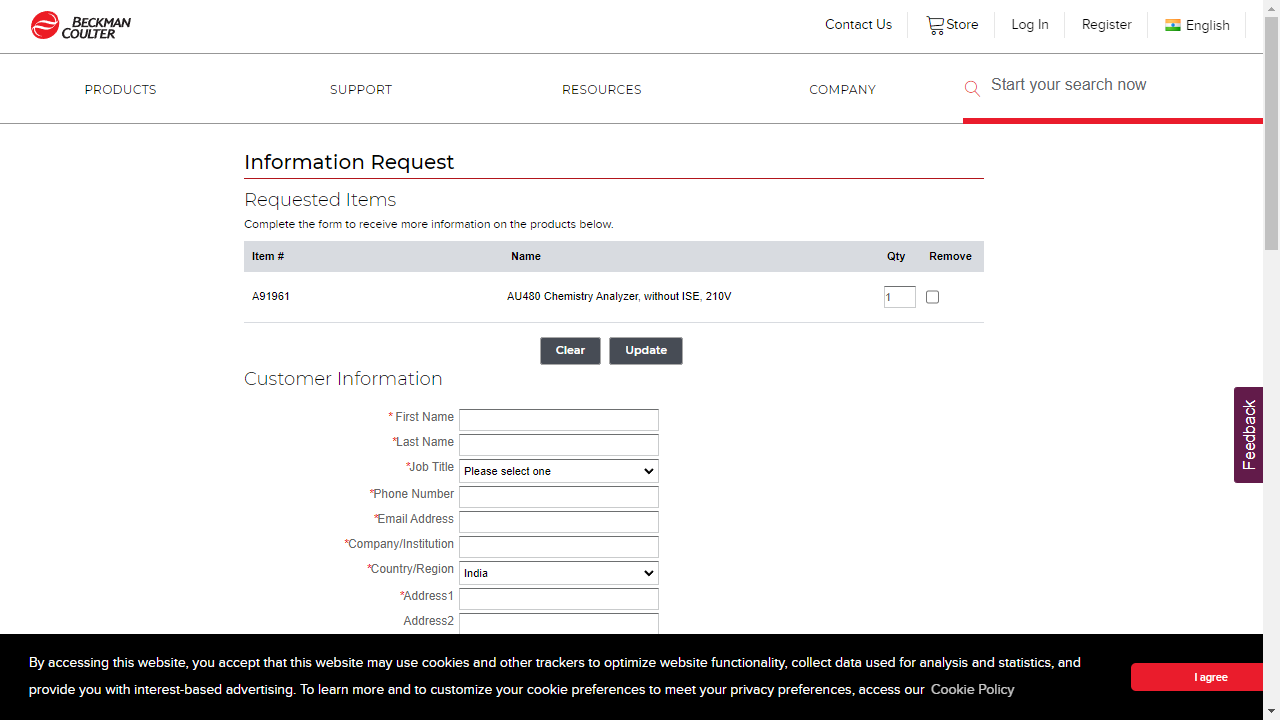 BECKMAN
COULTER
Contact Us
Store
Log In
Register
English
PRODUCTS
SUPPORT
RESOURCES
COMPANY
Start your search now
Information Request
Requested Items
Complete the form to receive more information on the products below.
Item # Name Qty Remove
A91961 AU480 Chemistry Analyzer, without ISE, 210V 1
Clear Update
Customer Information
* First Name
*Last Name
*Job Title Please select one
*Phone Number
*Email Address
*Company/Institution
*Country/Region India
*Address1
Address2
Feedback
By accessing this website, you accept that this website may use cookies and other trackers to optimize website functionality, collect data used for analysis and statistics, and
provide you with interest-based advertising. To learn more and to customize your cookie preferences to meet your privacy preferences, access our Cookie Policy
I agree